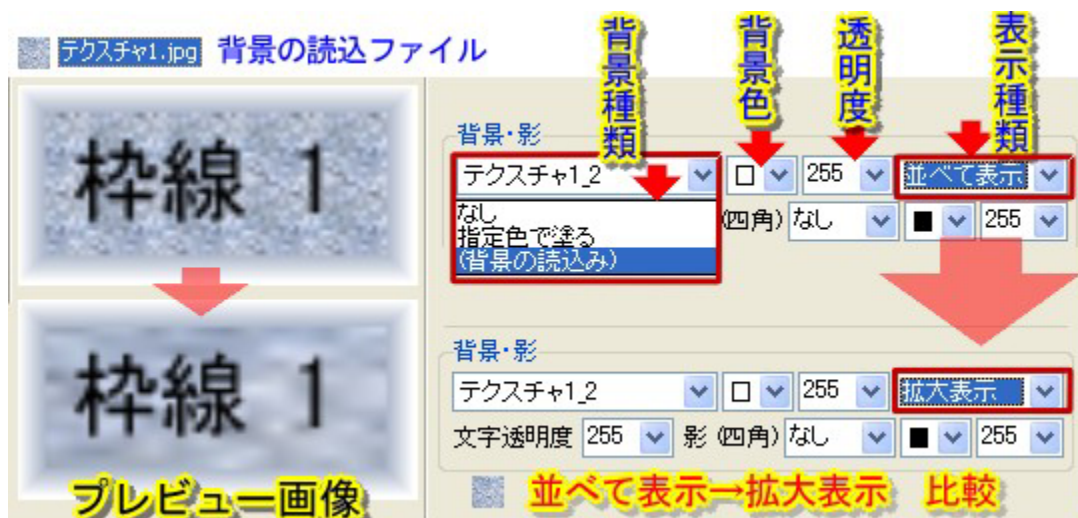 テクスチャ1.jpg 背景の読込ファイル
背景種類
背景色
透明度
表示種類
枠線 1
背景・影
テクスチャ1_2 255 並べて表示
なし
指定色で塗る
(背景の読込み)
(四角) なし 255
枠線 1
プレビュー画像
背景・影
テクスチャ1_2 255 拡大表示
文字透明度 255 影 (四角) なし 255
並べて表示→拡大表示 比較